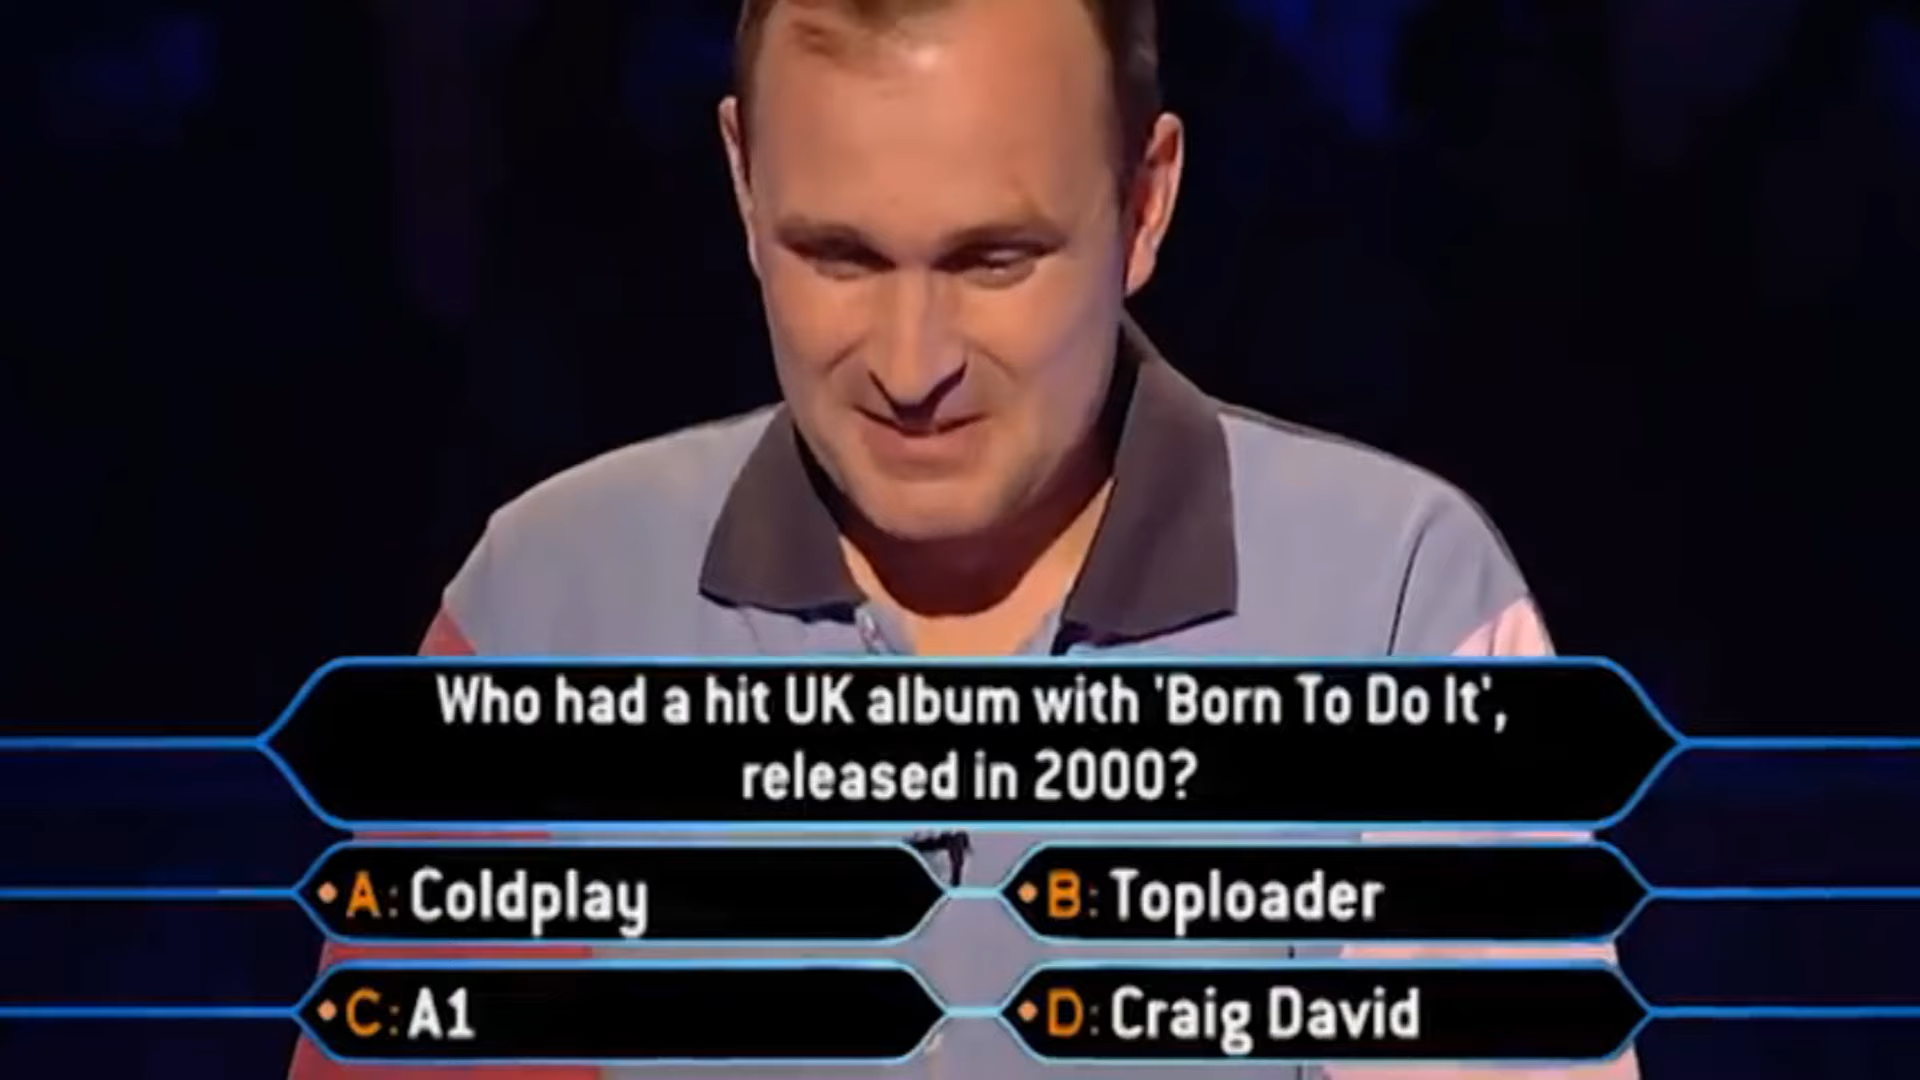 Who had a hit UK album with 'Born To Do It',
released in 2000?
A: Coldplay
B: Toploader
C: A1
D: Craig David